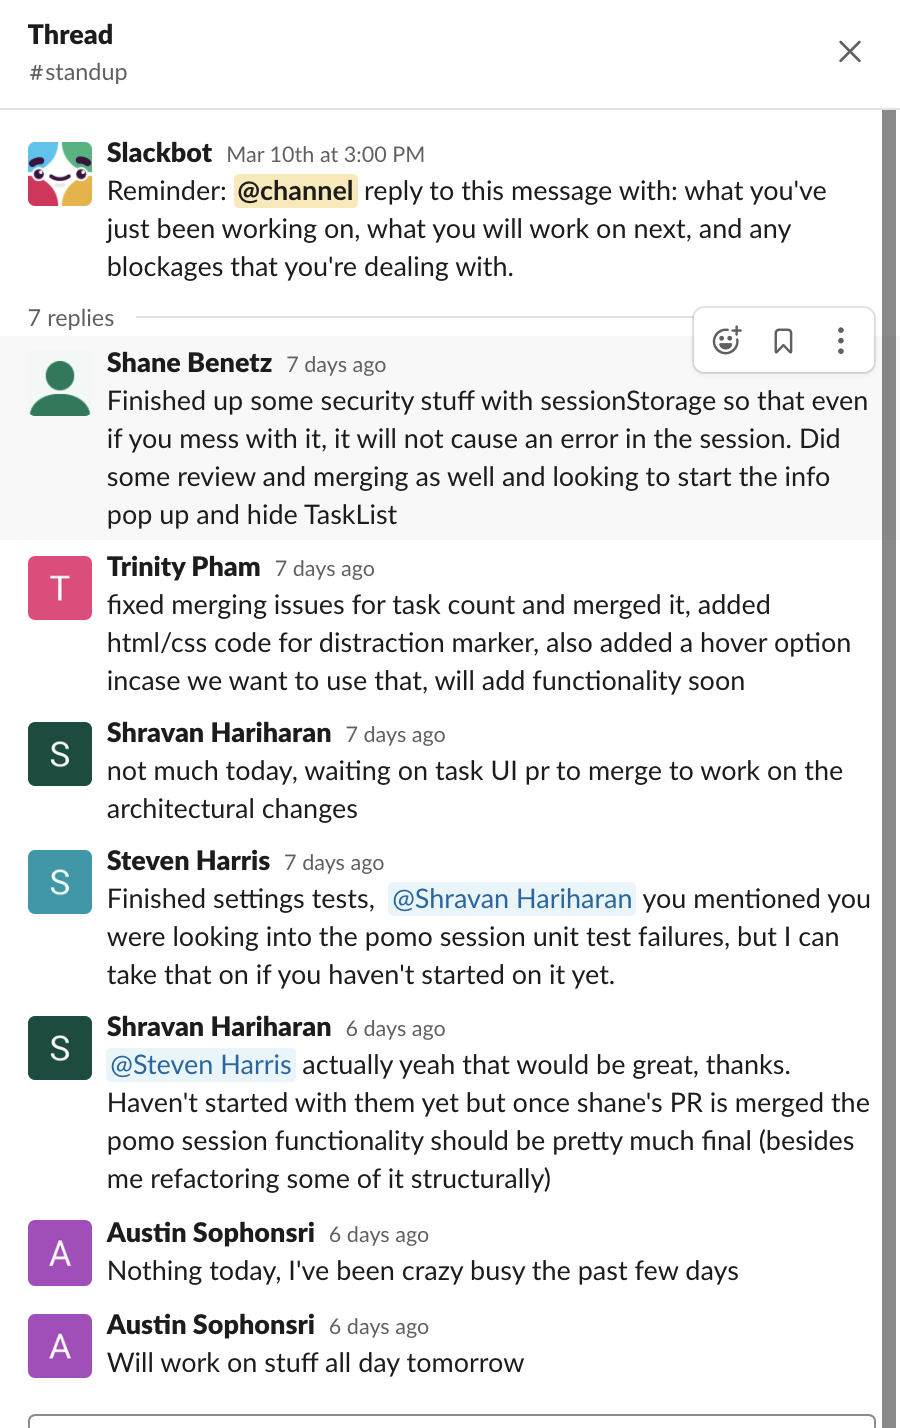 Thread
#standup
Slackbot Mar 10th at 3:00 PM
Reminder: @channel reply to this message with: what you've
just been working on, what you will work on next, and any
blockages that you're dealing with.
7 replies
Shane Benetz 7 days ago
Finished up some security stuff with sessionStorage so that even
if you mess with it, it will not cause an error in the session. Did
some review and merging as well and looking to start the info
pop up and hide TaskList
T
Trinity Pham 7 days ago
fixed merging issues for task count and merged it, added
html/css code for distraction marker, also added a hover option
incase we want to use that, will add functionality soon
S
Shravan Hariharan 7 days ago
not much today, waiting on task UI pr to merge to work on the
architectural changes
S
Steven Harris 7 days ago
Finished settings tests, @Shravan Hariharan you mentioned you
were looking into the pomo session unit test failures, but I can
take that on if you haven't started on it yet.
S
Shravan Hariharan 6 days ago
@Steven Harris actually yeah that would be great, thanks.
Haven't started with them yet but once shane's PR is merged the
pomo session functionality should be pretty much final (besides
me refactoring some of it structurally)
A
Austin Sophonsri 6 days ago
Nothing today, I've been crazy busy the past few days
A
Austin Sophonsri 6 days ago
Will work on stuff all day tomorrow